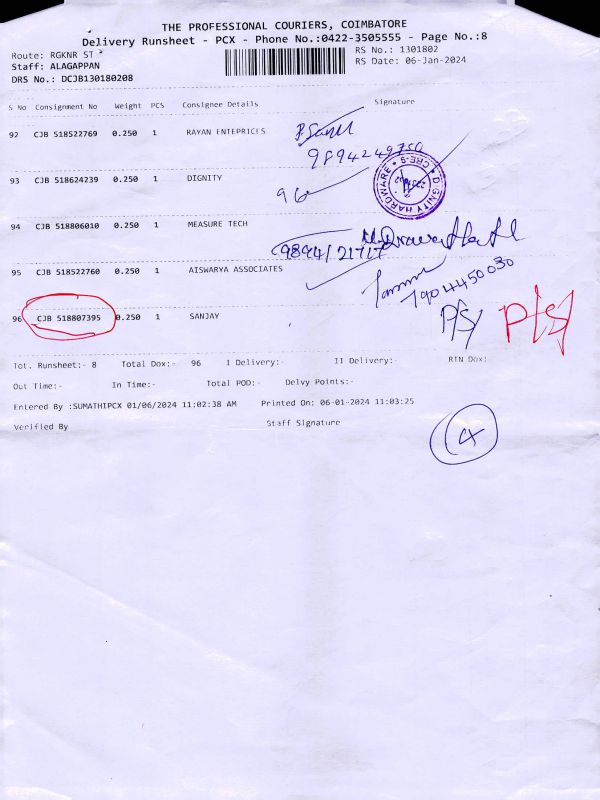 THE PROFESSIONAL COURIERS, COIMBATORE
Delivery Runsheet - PCX - Phone No.:0422-3505555 - Page No.:8
Route: RGKNR ST
RS No.: 1301802
Staff: ALAGAPPAN
RS Date: 06-Jan-2024
DRS No.: DCJB130180208
S No Consignment No Weight PCS Consignee Details Signature
92 CJB 518522769 0.250 1 RAYAN ENTEPRICES
9894249750
93 CJB 518624239 0.250 1 DIGNITY
96
DIGNITY HARDWARE
CBE-9
94 CJB 518806010 0.250 1 MEASURE TECH
9894/21717
95 CJB 518522760 0.250 1 AISWARYA ASSOCIATES
7904450030
96 CJB 518807395 0.250 1 SANJAY
P/S P/S
Tot. Runsheet:- 8 Total Dox:- 96 I Delivery:- II Delivery:- RTN Dox:
Out Time:- In Time:- Total POD:- Delvy Points:-
Entered By :SUMATHIPCX 01/06/2024 11:02:38 AM Printed On: 06-01-2024 11:03:25
Verified By Staff Signature
4